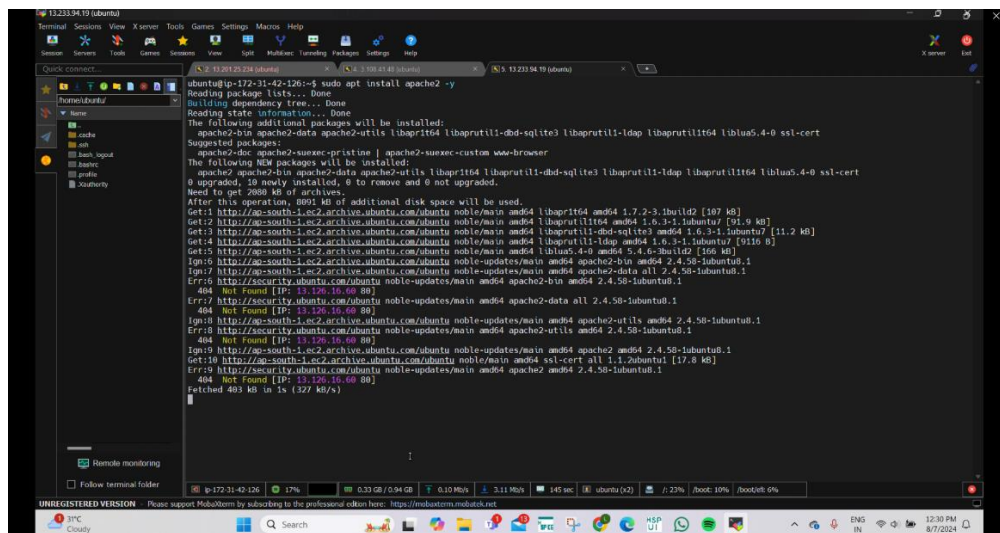 13.233.94.19 (ubuntu)
Terminal Sessions View X server Tools Games Settings Macros Help
Session Servers Tools Games Sessions View Split MultiExec Tunneling Packages Settings Help X server Exit
Quick connect...
2. 13.201.23.234 (ubuntu)
5. 13.233.94.19 (ubuntu)
/home/ubuntu/
Name
..
.cache
.ssh
.bash_logout
.bashrc
.profile
.Xauthority
ubuntu@ip-172-31-42-126:~$ sudo apt install apache2 -y
Reading package lists... Done
Building dependency tree... Done
Reading state information... Done
The following additional packages will be installed:
apache2-bin apache2-data apache2-utils libapr1t64 libaprutil1-dbd-sqlite3 libaprutil1-ldap libaprutil1t64 liblua5.4-0 ssl-cert
Suggested packages:
apache2-doc apache2-suexec-pristine | apache2-suexec-custom www-browser
The following NEW packages will be installed:
apache2 apache2-bin apache2-data apache2-utils libapr1t64 libaprutil1-dbd-sqlite3 libaprutil1-ldap libaprutil1t64 liblua5.4-0 ssl-cert
0 upgraded, 10 newly installed, 0 to remove and 0 not upgraded.
Need to get 2080 kB of archives.
After this operation, 8091 kB of additional disk space will be used.
Get:1 http://ap-south-1.ec2.archive.ubuntu.com/ubuntu noble/main amd64 libapr1t64 amd64 1.7.2-3.1build2 [107 kB]
Get:2 http://ap-south-1.ec2.archive.ubuntu.com/ubuntu noble/main amd64 libaprutil1t64 amd64 1.6.3-1.1ubuntu7 [91.9 kB]
Get:3 http://ap-south-1.ec2.archive.ubuntu.com/ubuntu noble/main amd64 libaprutil1-dbd-sqlite3 amd64 1.6.3-1.1ubuntu7 [11.2 kB]
Get:4 http://ap-south-1.ec2.archive.ubuntu.com/ubuntu noble/main amd64 libaprutil1-ldap amd64 1.6.3-1.1ubuntu7 [9116 B]
Get:5 http://ap-south-1.ec2.archive.ubuntu.com/ubuntu noble/main amd64 liblua5.4-0 amd64 5.4.6-3build2 [166 kB]
Ign:6 http://ap-south-1.ec2.archive.ubuntu.com/ubuntu noble-updates/main amd64 apache2-bin amd64 2.4.58-1ubuntu8.1
Ign:7 http://ap-south-1.ec2.archive.ubuntu.com/ubuntu noble-updates/main amd64 apache2-data all 2.4.58-1ubuntu8.1
Err:6 http://security.ubuntu.com/ubuntu noble-updates/main amd64 apache2-bin amd64 2.4.58-1ubuntu8.1
404 Not Found [IP: 13.126.16.60 80]
Err:7 http://security.ubuntu.com/ubuntu noble-updates/main amd64 apache2-data all 2.4.58-1ubuntu8.1
404 Not Found [IP: 13.126.16.60 80]
Ign:8 http://ap-south-1.ec2.archive.ubuntu.com/ubuntu noble-updates/main amd64 apache2-utils amd64 2.4.58-1ubuntu8.1
Err:8 http://security.ubuntu.com/ubuntu noble-updates/main amd64 apache2-utils amd64 2.4.58-1ubuntu8.1
404 Not Found [IP: 13.126.16.60 80]
Ign:9 http://ap-south-1.ec2.archive.ubuntu.com/ubuntu noble-updates/main amd64 apache2 amd64 2.4.58-1ubuntu8.1
Get:10 http://ap-south-1.ec2.archive.ubuntu.com/ubuntu noble/main amd64 ssl-cert all 1.1.2ubuntu1 [17.8 kB]
Err:9 http://security.ubuntu.com/ubuntu noble-updates/main amd64 apache2 amd64 2.4.58-1ubuntu8.1
404 Not Found [IP: 13.126.16.60 80]
Fetched 403 kB in 1s (327 kB/s)
Remote monitoring
Follow terminal folder
ip-172-31-42-126 17% 0.33 GB / 0.94 GB 0.10 Mb/s 3.11 Mb/s 145 sec ubuntu (x2) /: 23% /boot: 10% /boot/efi: 6%
UNREGISTERED VERSION - Please support MobaXterm by subscribing to the professional edition here: https://mobaxterm.mobatek.net
31°C
Cloudy
Search
HSP
UI
ENG
IN
12:30 PM
8/7/2024